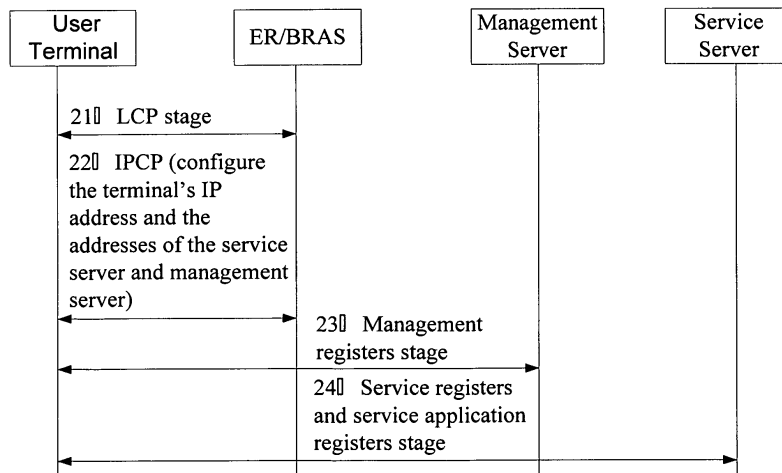 User
Terminal
ER/BRAS
Management
Server
Service
Server
21▯ LCP stage
22▯ IPCP (configure
the terminal's IP
address and the
addresses of the service
server and management
server)
23▯ Management
registers stage
24▯ Service registers
and service application
registers stage